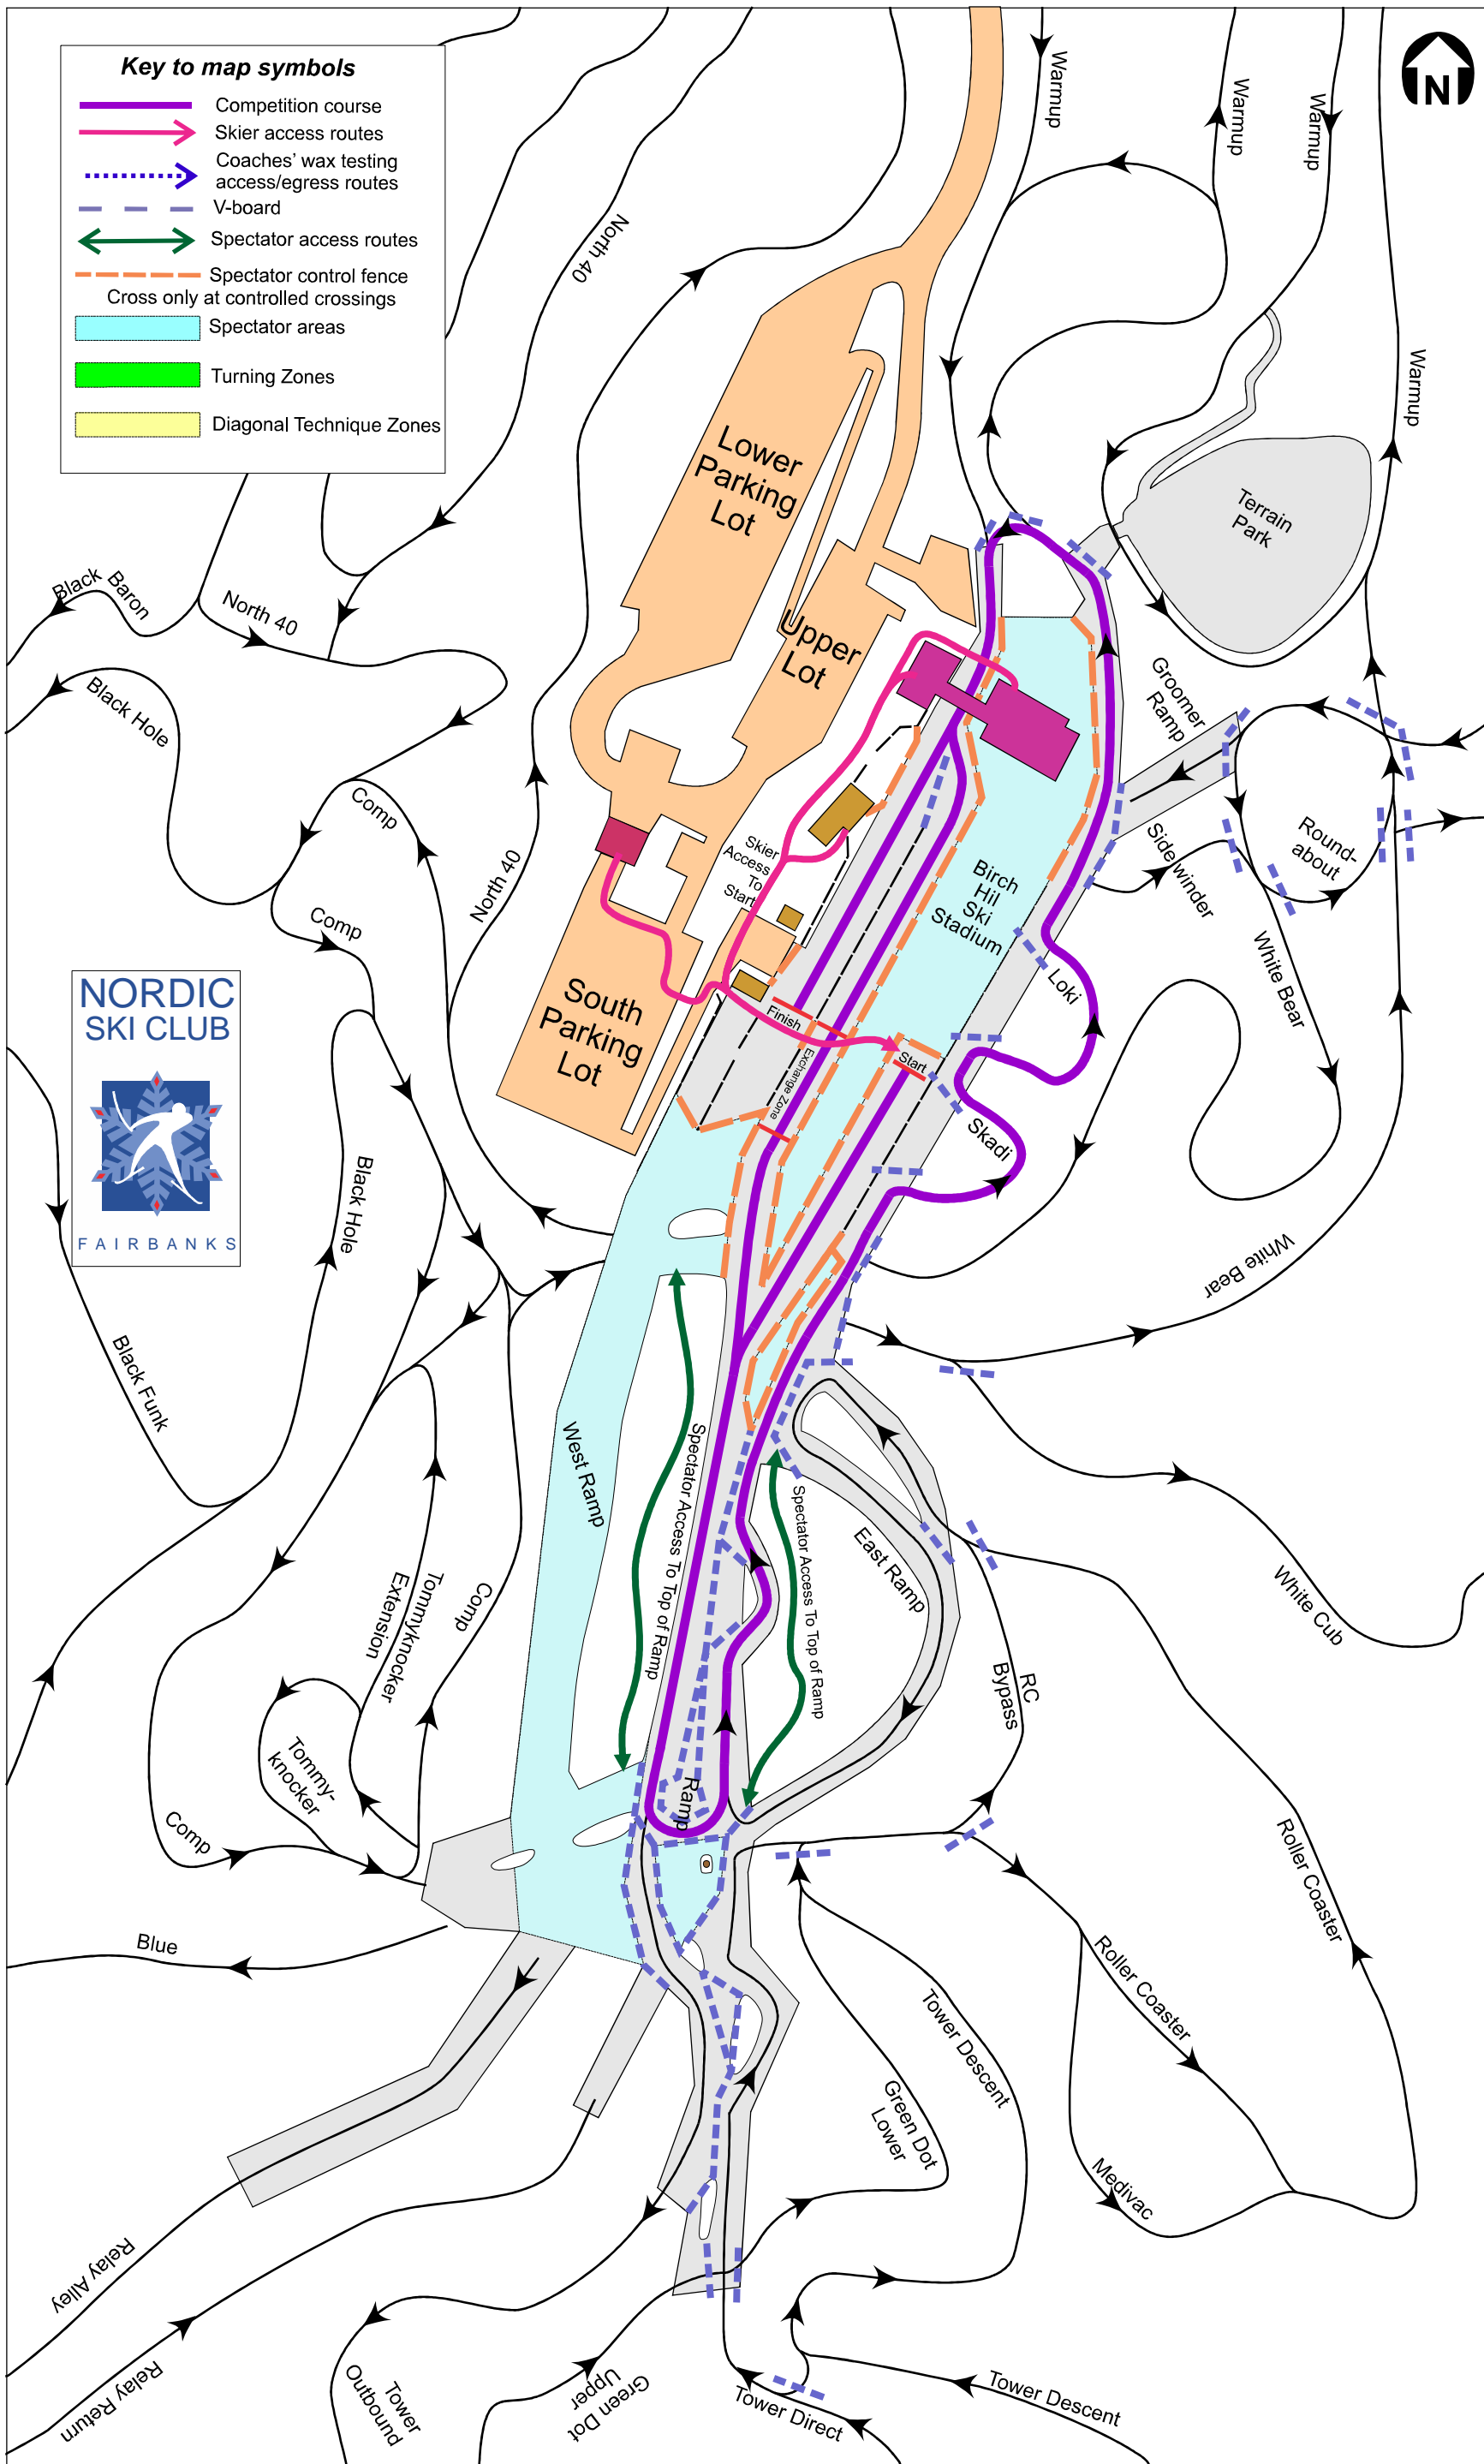 Key to map symbols
Competition course
Skier access routes
Coaches' wax testing
access/egress routes
V-board
Spectator access routes
Spectator control fence
Cross only at controlled crossings
Spectator areas
Turning Zones
Diagonal Technique Zones
N
Warmup
Warmup
Warmup
Warmup
North 40
Lower
Parking
Lot
Terrain
Park
Black Baron
North 40
Upper
Lot
Black Hole
Groomer
Ramp
Comp
Skier
Access
To
Start
Birch
Hil
Ski
Stadium
Side winder
Round-
about
North 40
Comp
White Bear
Loki
NORDIC
SKI CLUB
FAIRBANKS
South
Parking
Lot
Finish
Exchange Zone
Start
Skadi
Black Hole
White Bear
Black Funk
West Ramp
Spectator Access To Top of Ramp
Spectator Access To Top of Ramp
East Ramp
White Cub
Tommyknocker
Extension
Comp
RC
Bypass
Tommy-
knocker
Ramp
Comp
Roller Coaster
Blue
Roller Coaster
Tower Descent
Green Dot
Lower
Medivac
Relay Alley
Relay Return
Tower
Outbound
Green Dot
Upper
Tower Direct
Tower Descent